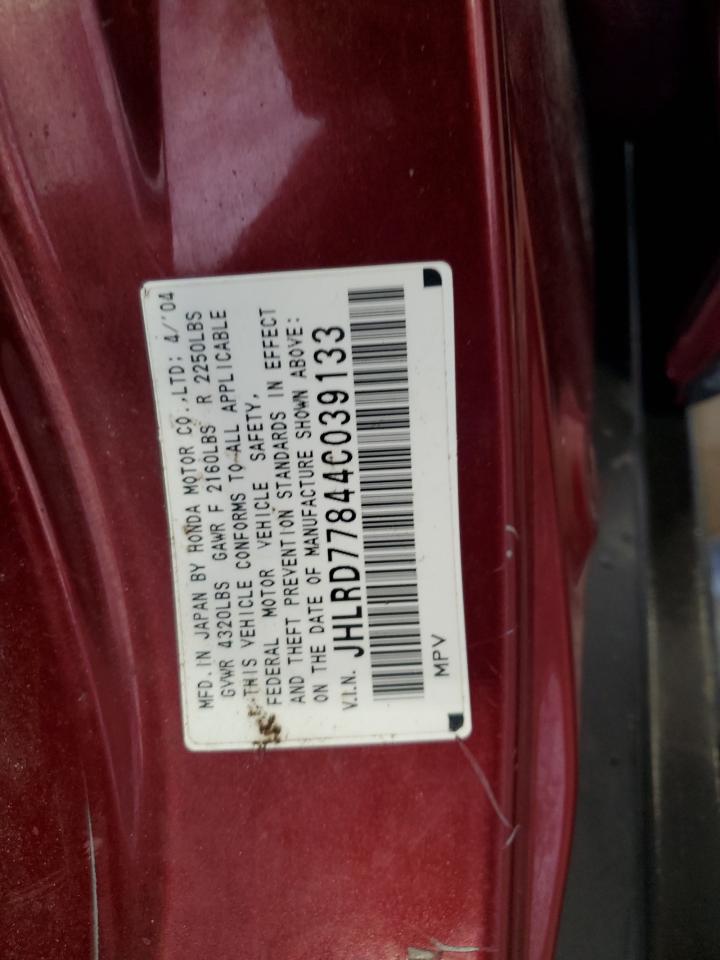 MFD. IN JAPAN BY HONDA MOTOR CO.,LTD; 4/'04
GVWR 4320LBS GAWR F 2160LBS R 2250LBS
THIS VEHICLE CONFORMS TO ALL APPLICABLE
FEDERAL MOTOR VEHICLE SAFETY,
AND THEFT PREVENTION STANDARDS IN EFFECT
ON THE DATE OF MANUFACTURE SHOWN ABOVE:
V.I.N. JHLRD77844C039133
MPV